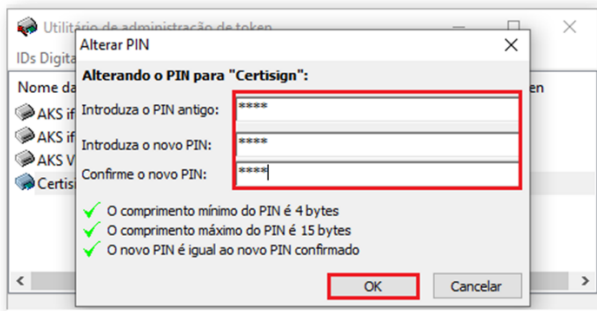 Utilitário de administração de token
Alterar PIN
IDs Digita
Alterando o PIN para "Certisign":
Nome da
en
Introduza o PIN antigo: ****
AKS if
Introduza o novo PIN: ****
AKS if
AKS V
Confirme o novo PIN: ****
Certisi
O comprimento mínimo do PIN é 4 bytes
O comprimento máximo do PIN é 15 bytes
O novo PIN é igual ao novo PIN confirmado
OK
Cancelar